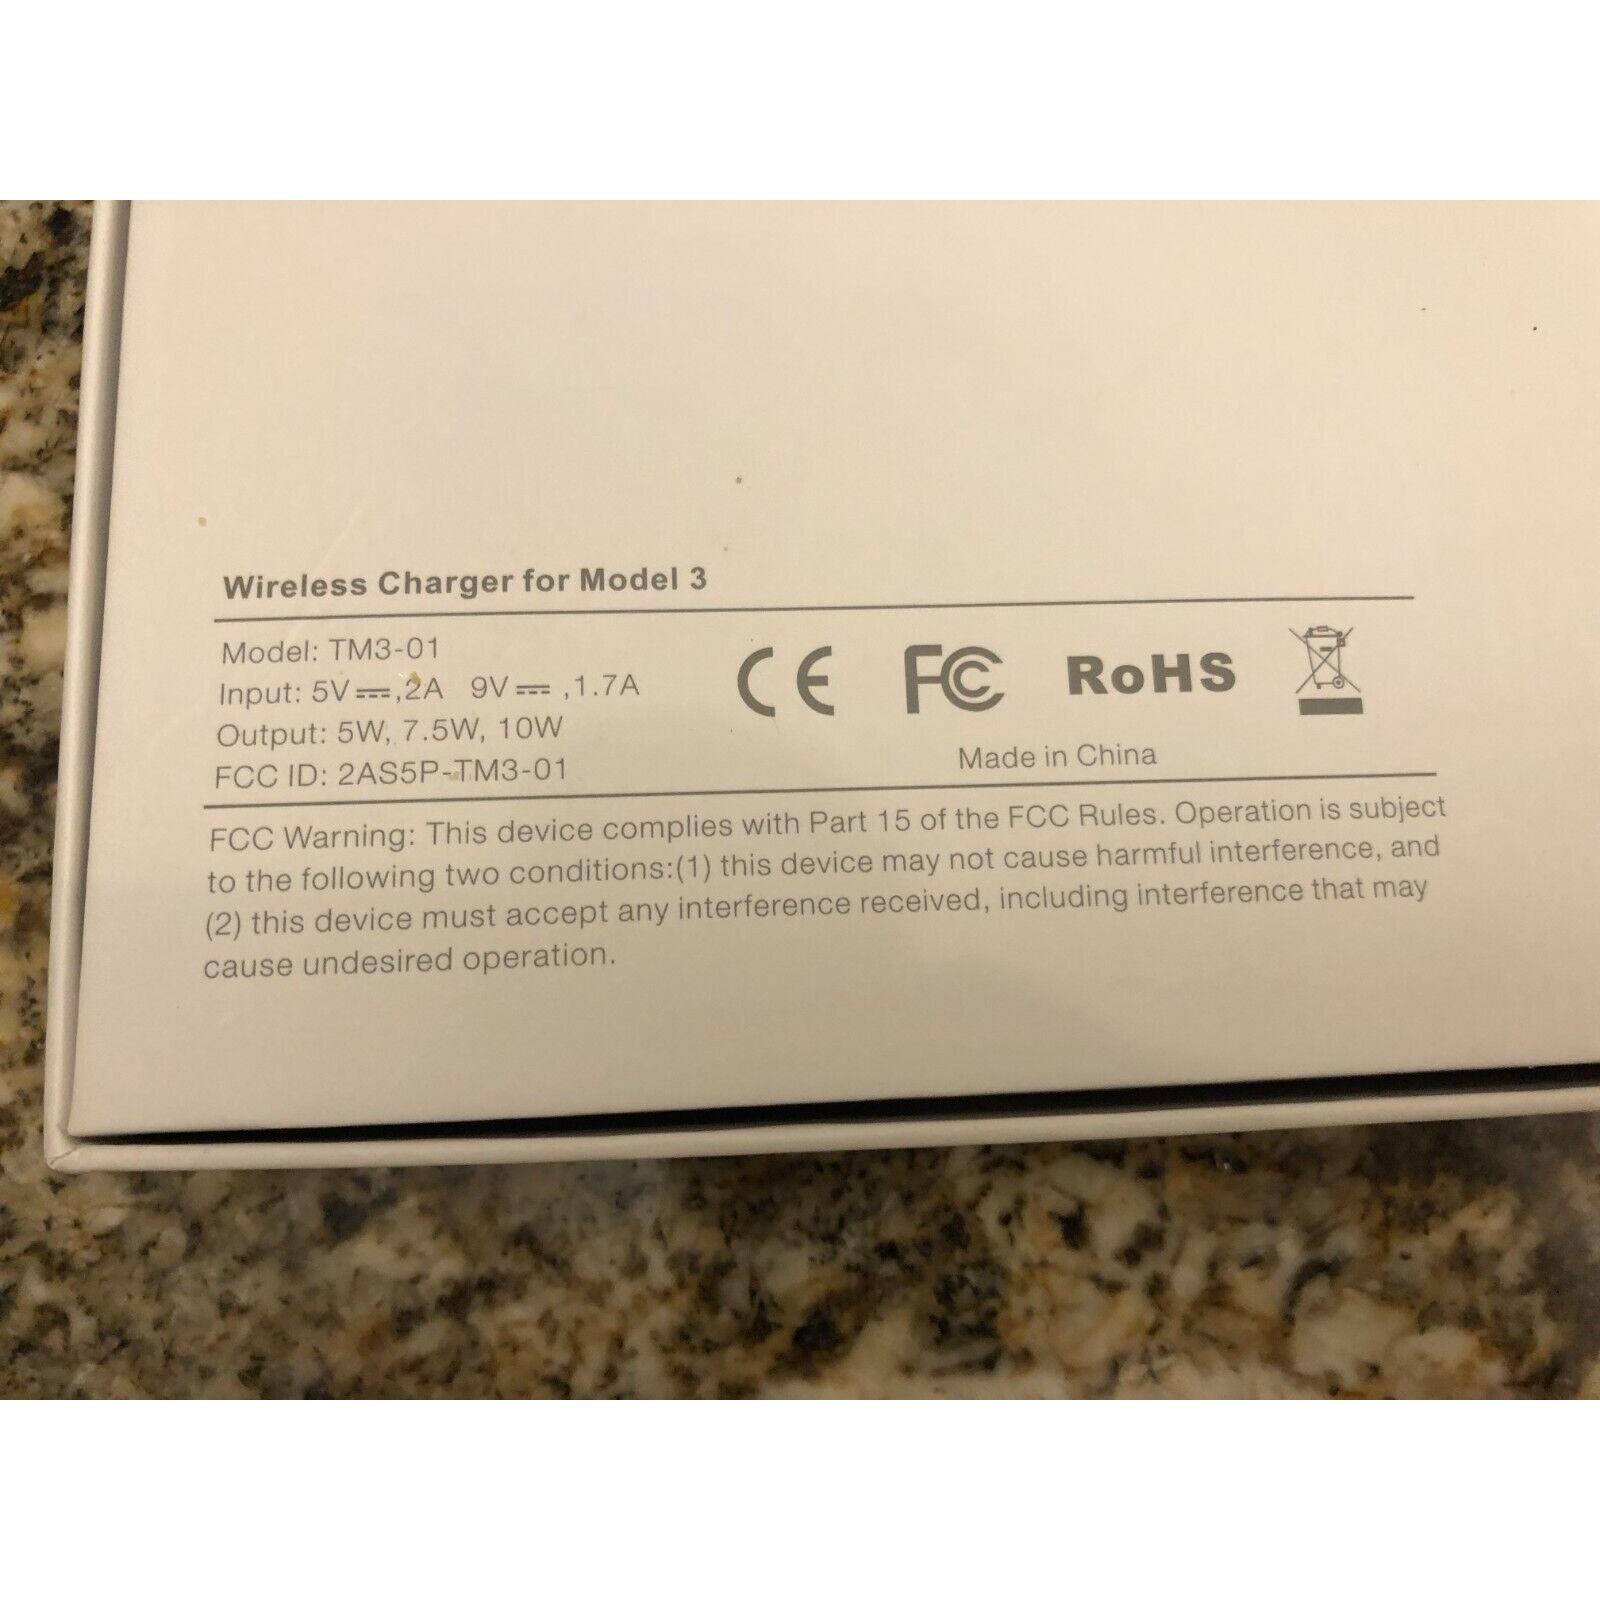 Wireless Charger for Model 3
Model: TM3-01
Input: 5V⎓,2A 9V⎓,1.7A
Output: 5W, 7.5W, 10W
FCC ID: 2AS5P-TM3-01
CE FC RoHS
Made in China
FCC Warning: This device complies with Part 15 of the FCC Rules. Operation is subject
to the following two conditions:(1) this device may not cause harmful interference, and
(2) this device must accept any interference received, including interference that may
cause undesired operation.